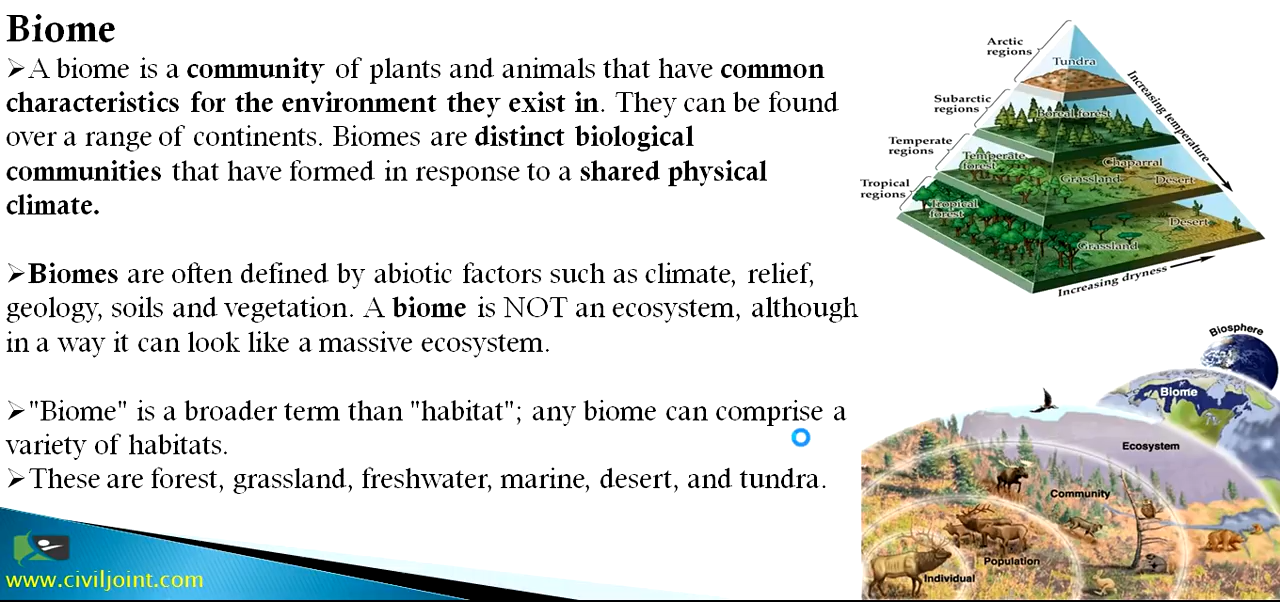 Biome
➢A biome is a community of plants and animals that have common
characteristics for the environment they exist in. They can be found
over a range of continents. Biomes are distinct biological
communities that have formed in response to a shared physical
climate.
➢Biomes are often defined by abiotic factors such as climate, relief,
geology, soils and vegetation. A biome is NOT an ecosystem, although
in a way it can look like a massive ecosystem.
➢"Biome" is a broader term than "habitat"; any biome can comprise a
variety of habitats.
➢These are forest, grassland, freshwater, marine, desert, and tundra.
www.civiljoint.com
Arctic
regions
Tundra
Subarctic
regions
Boreal forest
Temperate
regions
Temperate
forest
Chaparral
Grassland
Desert
Tropical
regions
Tropical
forest
Desert
Grassland
Increasing temperature
Increasing dryness
Biosphere
Biome
Ecosystem
Community
Population
Individual